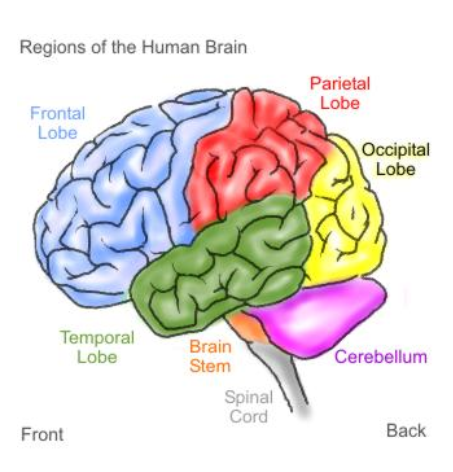 Regions of the Human Brain
Parietal
Lobe
Frontal
Lobe
Occipital
Lobe
Temporal
Lobe
Brain
Stem
Cerebellum
Spinal
Cord
Front
Back